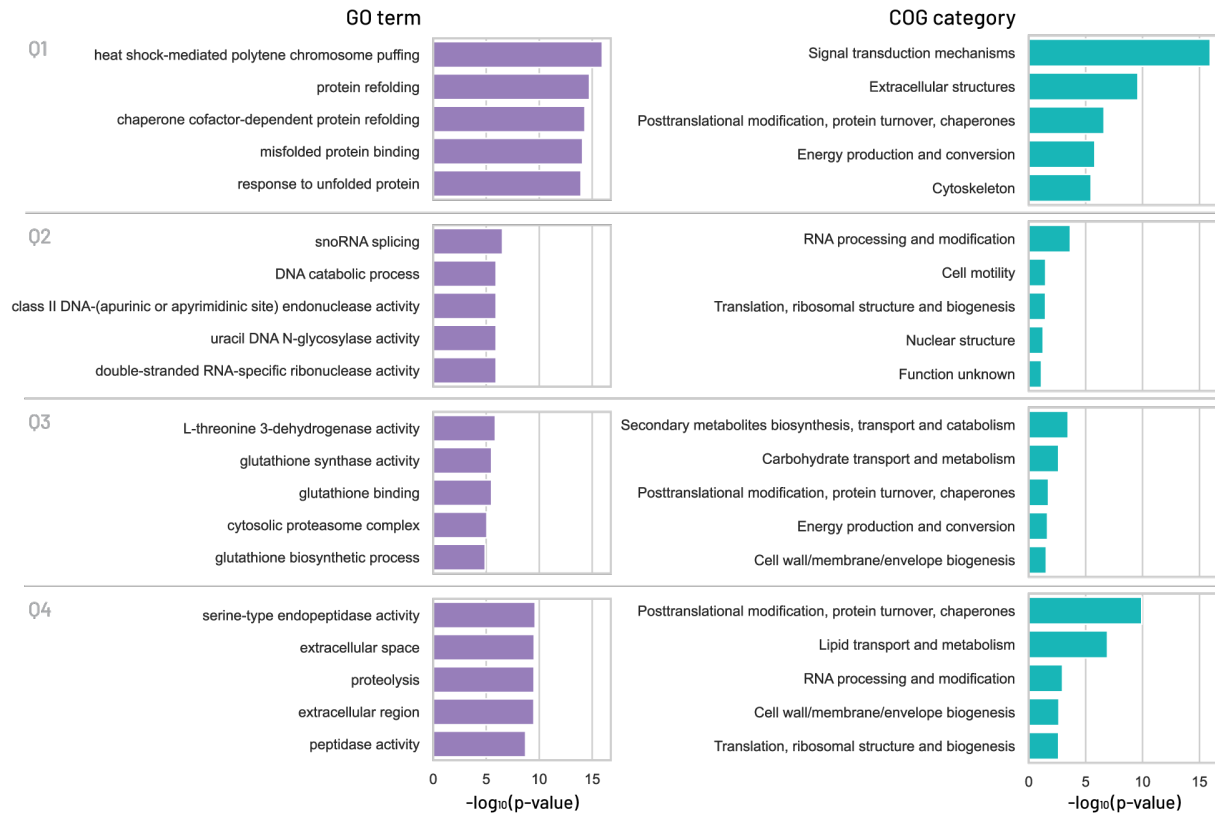 GO term
COG category
Q1
heat shock-mediated polytene chromosome puffing
protein refolding
chaperone cofactor-dependent protein refolding
misfolded protein binding
response to unfolded protein
Signal transduction mechanisms
Extracellular structures
Posttranslational modification, protein turnover, chaperones
Energy production and conversion
Cytoskeleton
Q2
snoRNA splicing
DNA catabolic process
class II DNA-(apurinic or apyrimidinic site) endonuclease activity
uracil DNA N-glycosylase activity
double-stranded RNA-specific ribonuclease activity
RNA processing and modification
Cell motility
Translation, ribosomal structure and biogenesis
Nuclear structure
Function unknown
Q3
L-threonine 3-dehydrogenase activity
glutathione synthase activity
glutathione binding
cytosolic proteasome complex
glutathione biosynthetic process
Secondary metabolites biosynthesis, transport and catabolism
Carbohydrate transport and metabolism
Posttranslational modification, protein turnover, chaperones
Energy production and conversion
Cell wall/membrane/envelope biogenesis
Q4
serine-type endopeptidase activity
extracellular space
proteolysis
extracellular region
peptidase activity
0 5 10 15
-log₁₀(p-value)
Posttranslational modification, protein turnover, chaperones
Lipid transport and metabolism
RNA processing and modification
Cell wall/membrane/envelope biogenesis
Translation, ribosomal structure and biogenesis
0 5 10 15
-log₁₀(p-value)